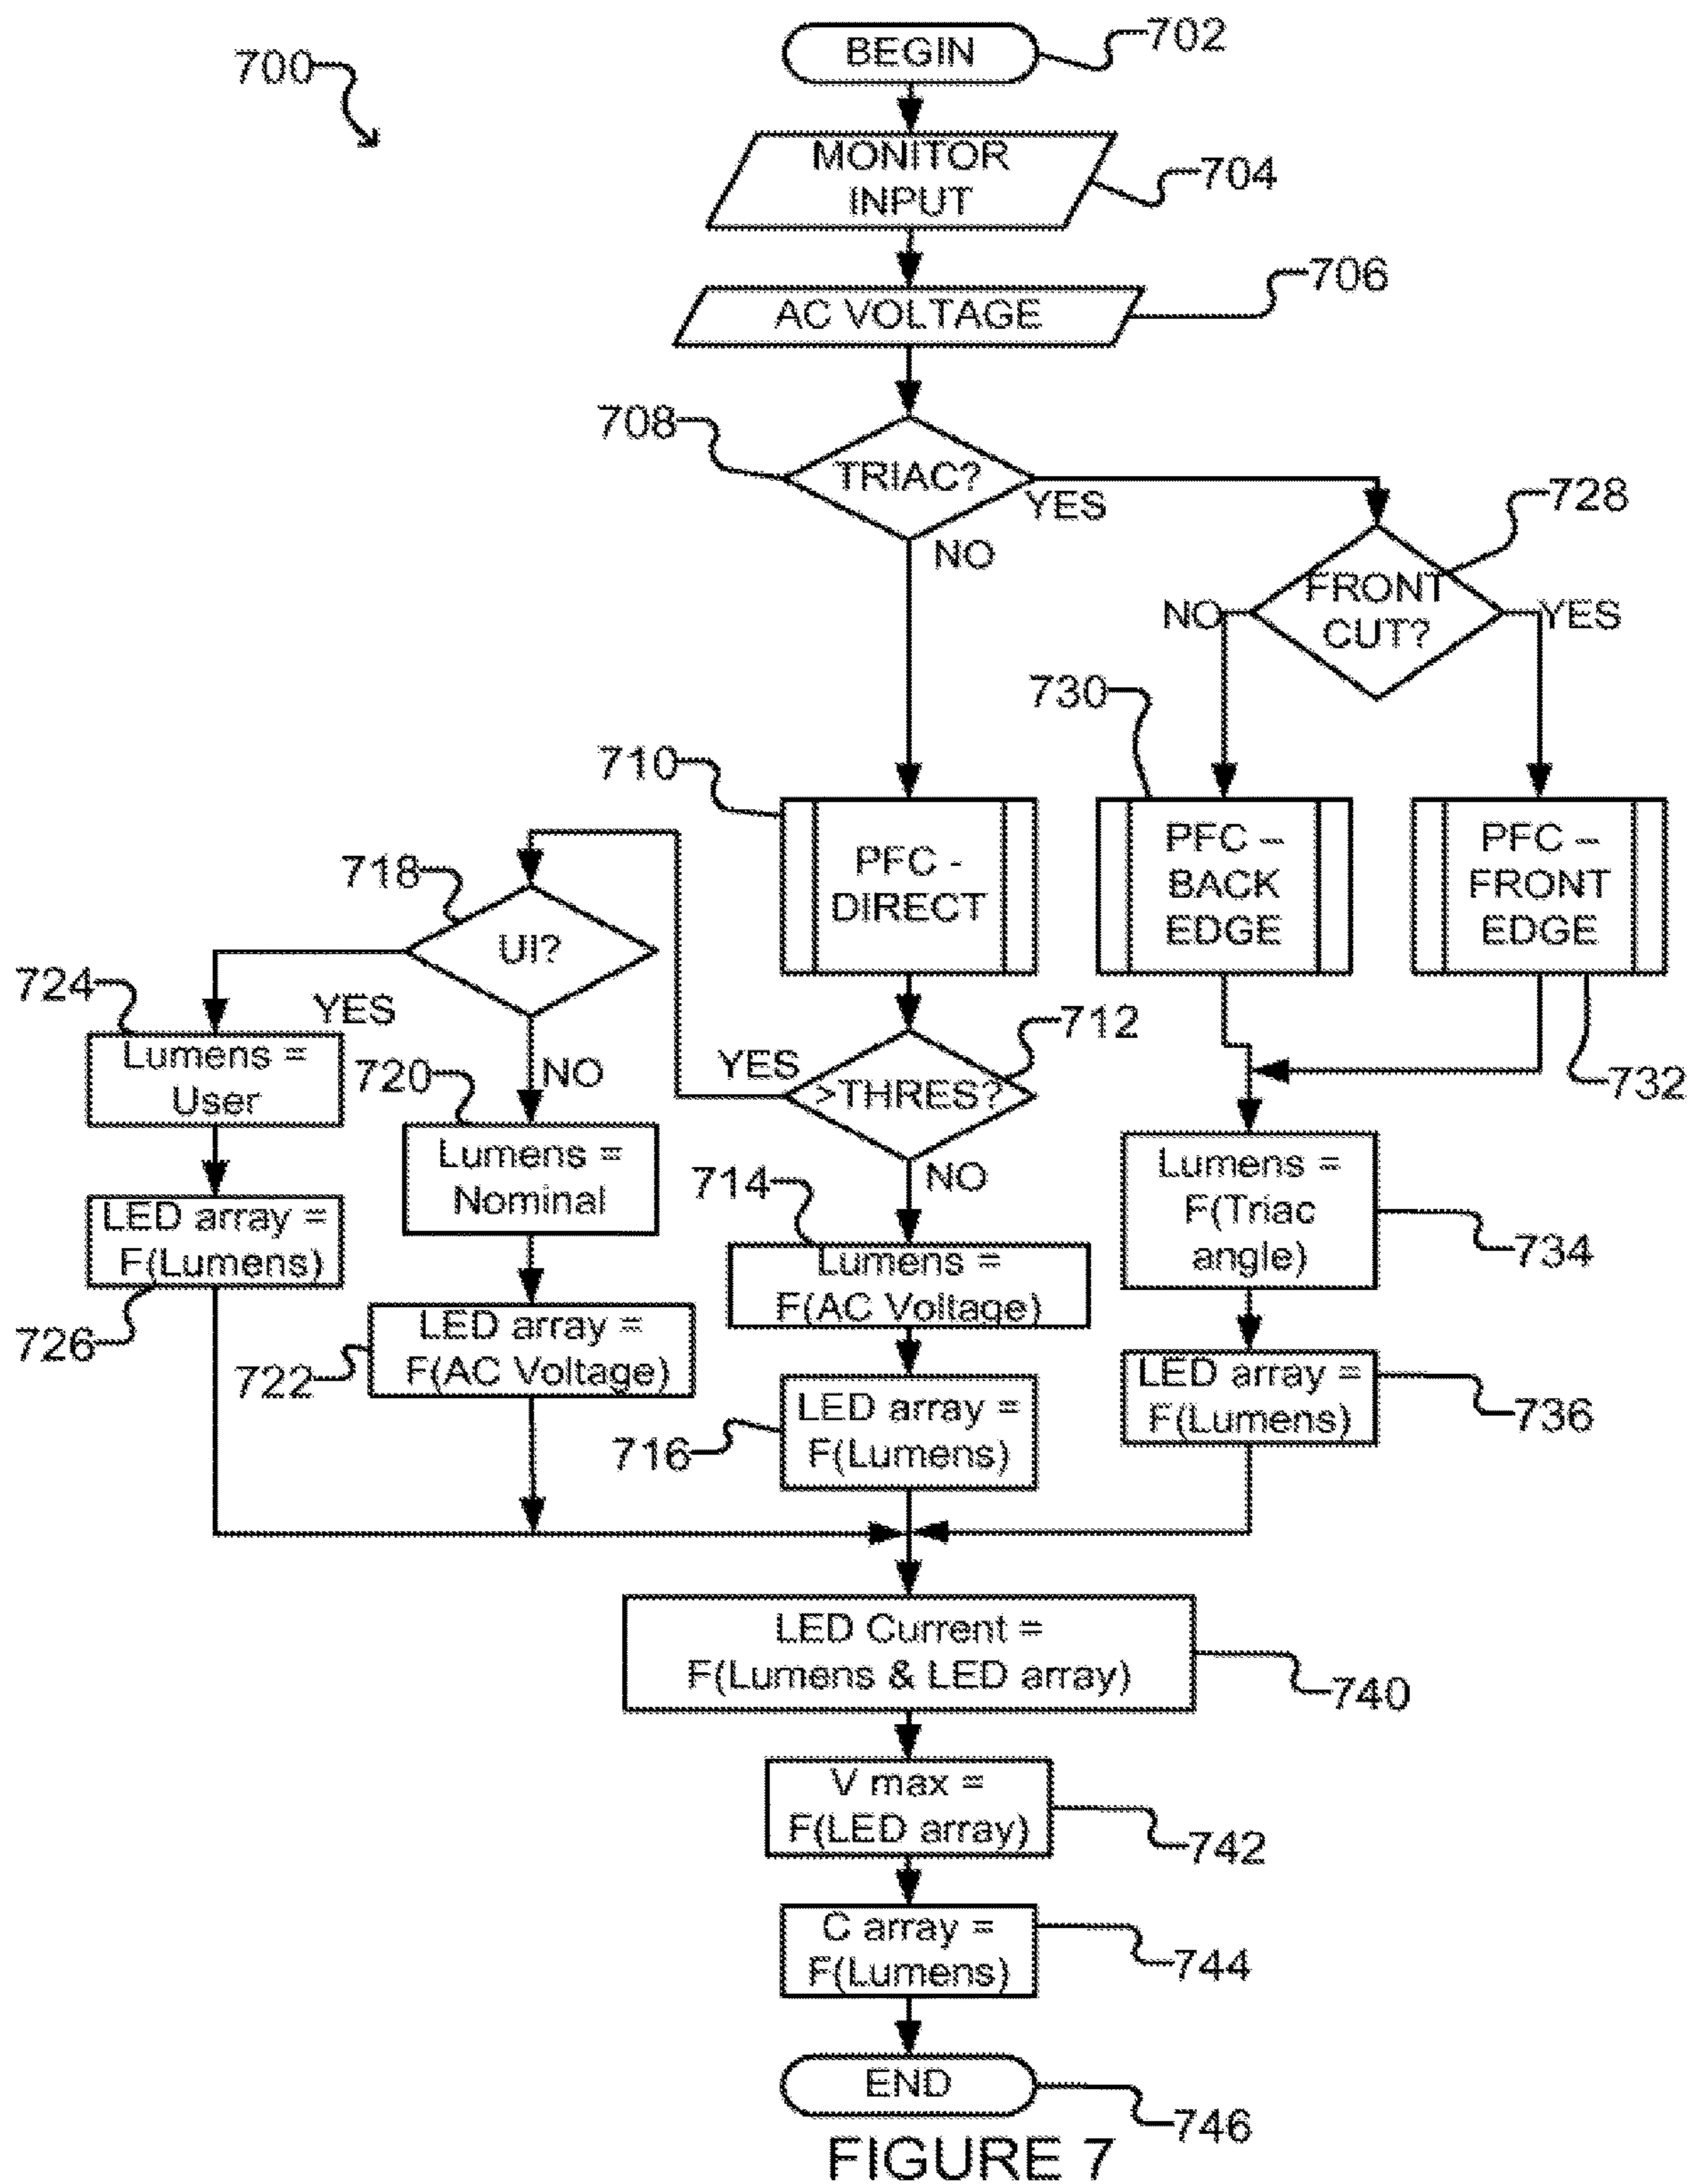 700
BEGIN
702
MONITOR
INPUT
704
AC VOLTAGE
706
708
TRIAC?
YES
NO
728
FRONT
CUT?
NO
YES
730
710
PFC -
DIRECT
PFC –
BACK
EDGE
PFC –
FRONT
EDGE
732
718
UI?
YES
NO
712
>THRES?
YES
NO
724
Lumens =
User
720
Lumens =
Nominal
714
Lumens =
F(AC Voltage)
Lumens =
F(Triac
angle)
734
LED array =
F(Lumens)
726
LED array =
F(AC Voltage)
722
LED array =
F(Lumens)
716
LED array =
F(Lumens)
736
LED Current =
F(Lumens & LED array)
740
V max =
F(LED array)
742
C array =
F(Lumens)
744
END
746
FIGURE 7